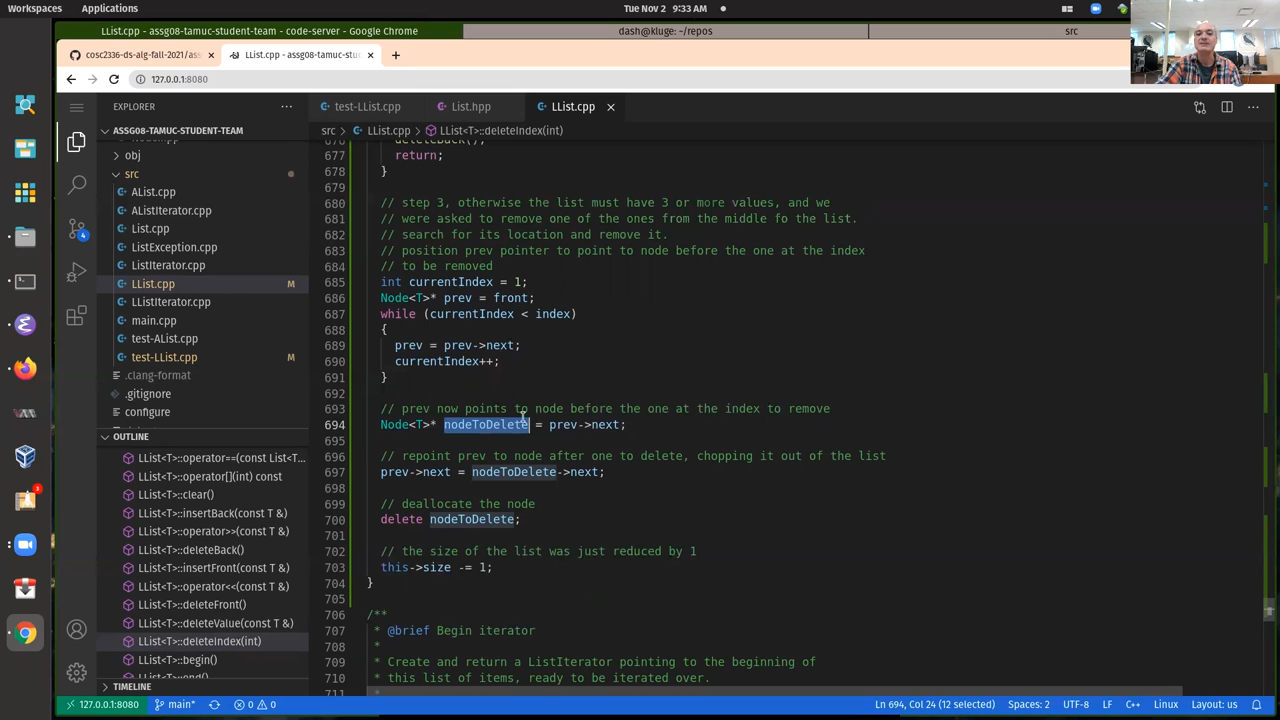 Workspaces
Applications
Tue Nov 2 9:33 AM
LList.cpp - assg08-tamuc-student-team - code-server - Google Chrome
dash@kluge: ~/repos
src
cosc2336-ds-alg-fall-2021/ass
LList.cpp - assg08-tamuc-stu
127.0.0.1:8080
EXPLORER
test-LList.cpp
List.hpp
LList.cpp
ASSG08-TAMUC-STUDENT-TEAM
src > LList.cpp > LList<T>::deleteIndex(int)
obj
src
AList.cpp
AListIterator.cpp
List.cpp
ListException.cpp
ListIterator.cpp
LList.cpp M
LListIterator.cpp
main.cpp
test-AList.cpp
test-LList.cpp M
.clang-format
.gitignore
configure
OUTLINE
LList<T>::operator==(const List<T...
LList<T>::operator[](int) const
LList<T>::clear()
LList<T>::insertBack(const T &)
LList<T>::operator>>(const T &)
LList<T>::deleteBack()
LList<T>::insertFront(const T &)
LList<T>::operator<<(const T &)
LList<T>::deleteFront()
LList<T>::deleteValue(const T &)
LList<T>::deleteIndex(int)
LList<T>::begin()
LList<T>::end()
TIMELINE
4
3
676 deleteBack();
677 return;
678 }
679
680 // step 3, otherwise the list must have 3 or more values, and we
681 // were asked to remove one of the ones from the middle fo the list.
682 // search for its location and remove it.
683 // position prev pointer to point to node before the one at the index
684 // to be removed
685 int currentIndex = 1;
686 Node<T>* prev = front;
687 while (currentIndex < index)
688 {
689 prev = prev->next;
690 currentIndex++;
691 }
692
693 // prev now points to node before the one at the index to remove
694 Node<T>* nodeToDelete = prev->next;
695
696 // repoint prev to node after one to delete, chopping it out of the list
697 prev->next = nodeToDelete->next;
698
699 // deallocate the node
700 delete nodeToDelete;
701
702 // the size of the list was just reduced by 1
703 this->size -= 1;
704 }
705
706 /**
707 * @brief Begin iterator
708 *
709 * Create and return a ListIterator pointing to the beginning of
710 * this list of items, ready to be iterated over.
711 *
127.0.0.1:8080
main*
0 0
Ln 694, Col 24 (12 selected)
Spaces: 2
UTF-8
LF
C++
Linux
Layout: us